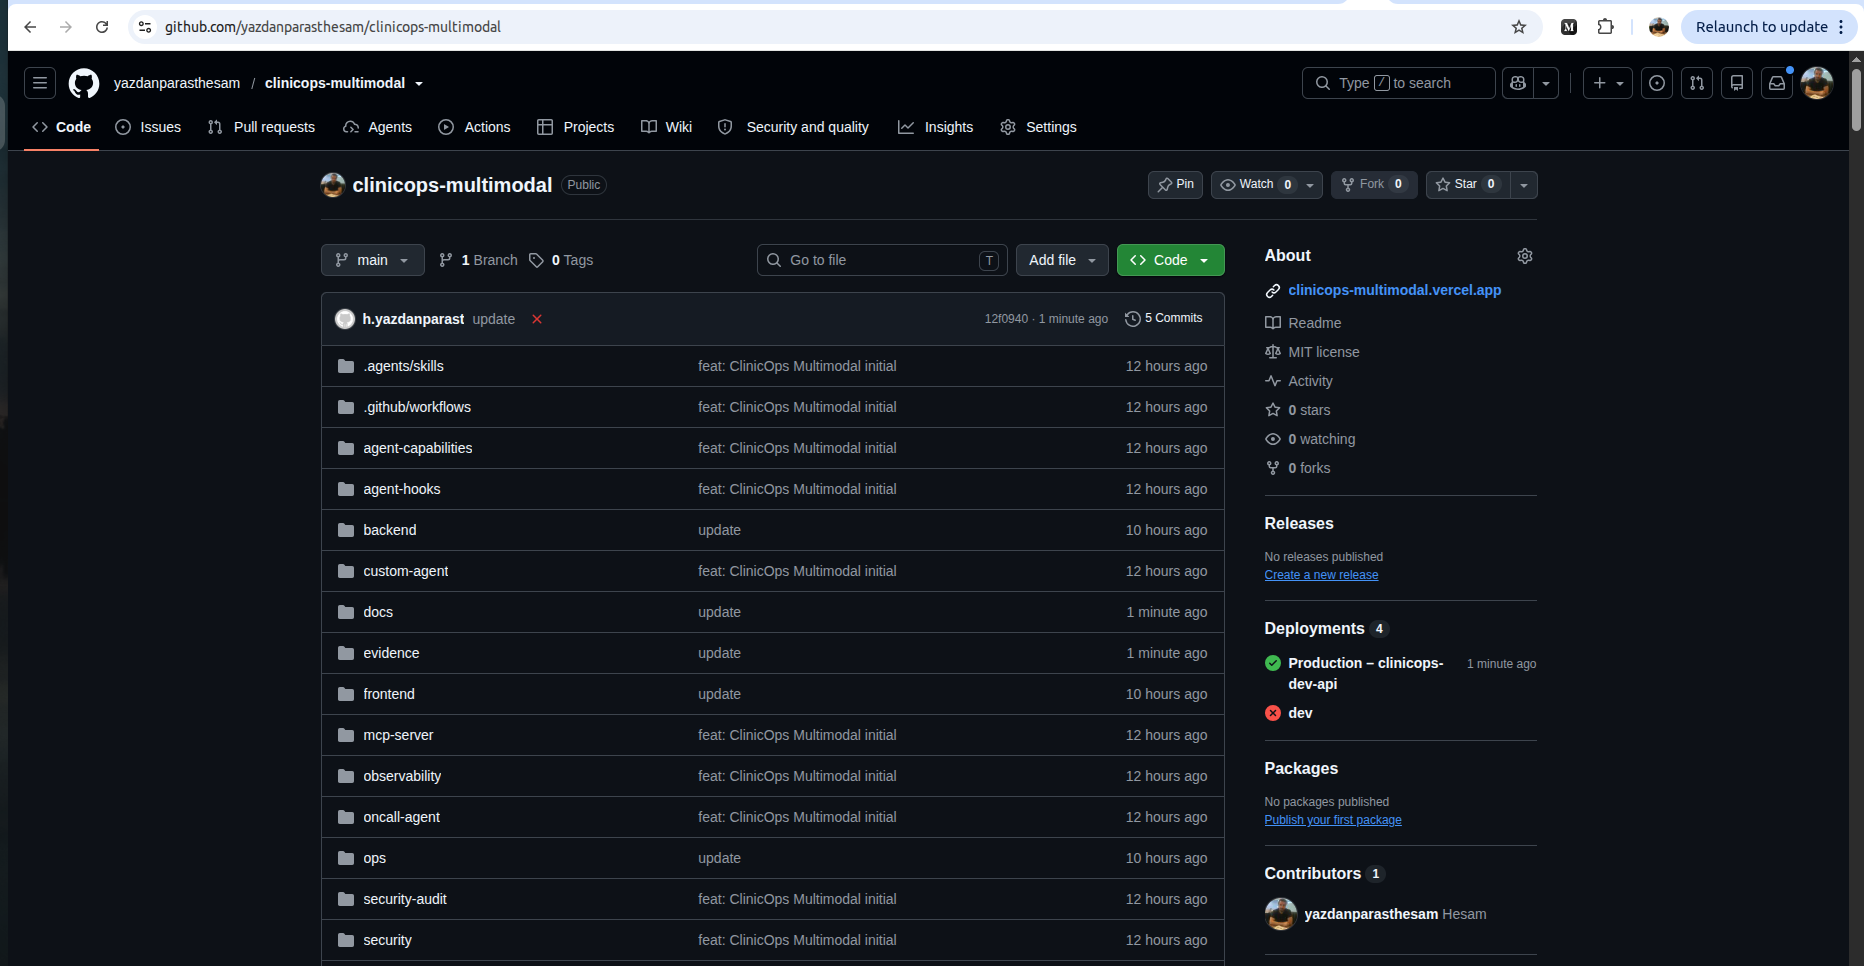 github.com/yazdanparasthesam/clinicops-multimodal
Relaunch to update
yazdanparasthesam / clinicops-multimodal
Type / to search
Code
Issues
Pull requests
Agents
Actions
Projects
Wiki
Security and quality
Insights
Settings
clinicops-multimodal
Public
Pin
Watch 0
Fork 0
Star 0
main
1 Branch
0 Tags
Go to file
T
Add file
Code
h.yazdanparast update
12f0940 · 1 minute ago
5 Commits
.agents/skills feat: ClinicOps Multimodal initial 12 hours ago
.github/workflows feat: ClinicOps Multimodal initial 12 hours ago
agent-capabilities feat: ClinicOps Multimodal initial 12 hours ago
agent-hooks feat: ClinicOps Multimodal initial 12 hours ago
backend update 10 hours ago
custom-agent feat: ClinicOps Multimodal initial 12 hours ago
docs update 1 minute ago
evidence update 1 minute ago
frontend update 10 hours ago
mcp-server feat: ClinicOps Multimodal initial 12 hours ago
observability feat: ClinicOps Multimodal initial 12 hours ago
oncall-agent feat: ClinicOps Multimodal initial 12 hours ago
ops update 10 hours ago
security-audit feat: ClinicOps Multimodal initial 12 hours ago
security feat: ClinicOps Multimodal initial 12 hours ago
About
clinicops-multimodal.vercel.app
Readme
MIT license
Activity
0 stars
0 watching
0 forks
Releases
No releases published
Create a new release
Deployments 4
Production – clinicops- 1 minute ago
dev-api
dev
Packages
No packages published
Publish your first package
Contributors 1
yazdanparasthesam Hesam